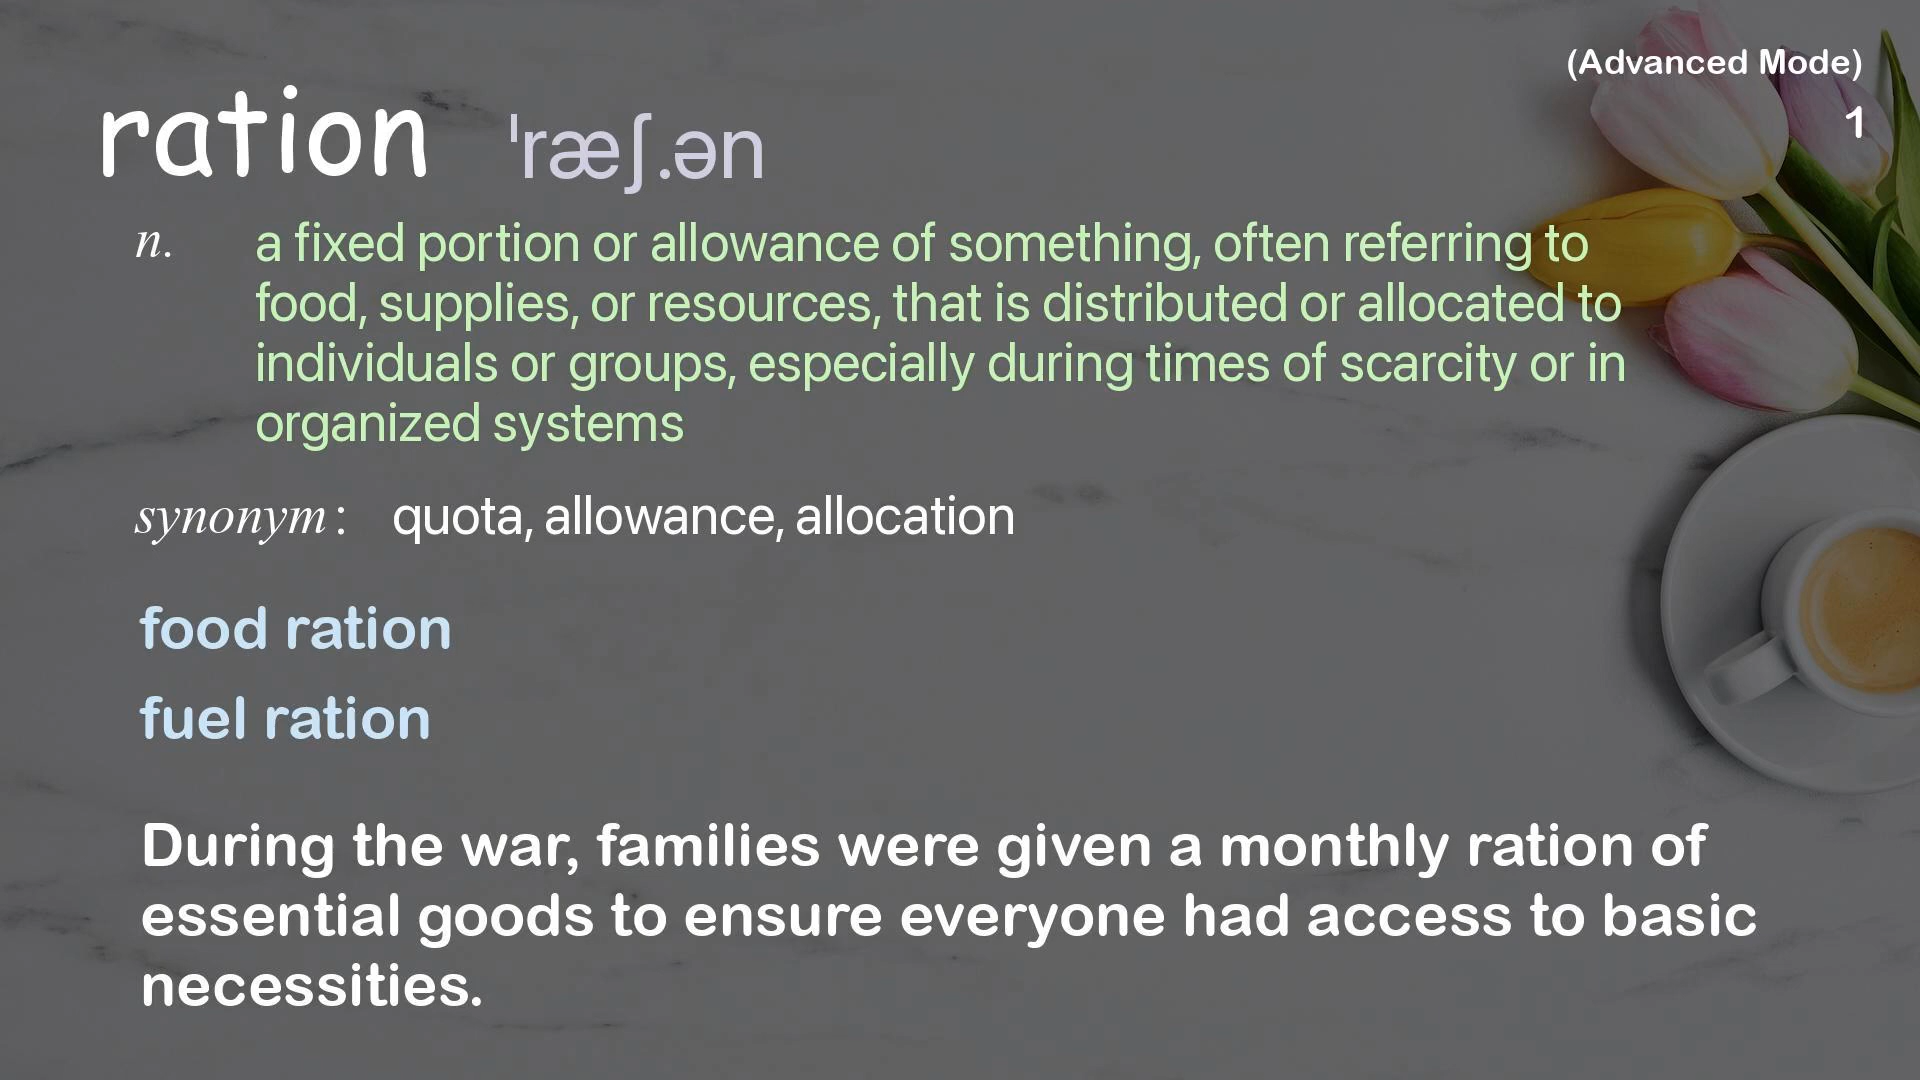 (Advanced Mode)
ration ˈræʃ.ən
1
n. a fixed portion or allowance of something, often referring to
food, supplies, or resources, that is distributed or allocated to
individuals or groups, especially during times of scarcity or in
organized systems
synonym: quota, allowance, allocation
food ration
fuel ration
During the war, families were given a monthly ration of
essential goods to ensure everyone had access to basic
necessities.